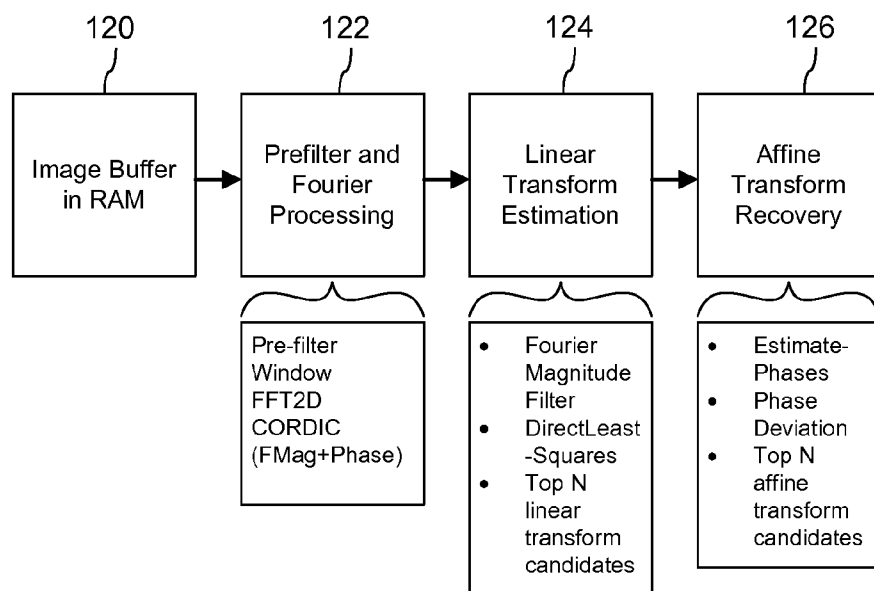 120
122
124
126
Image Buffer
in RAM
Prefilter and
Fourier
Processing
Linear
Transform
Estimation
Affine
Transform
Recovery
Pre-filter
Window
FFT2D
CORDIC
(FMag+Phase)
• Fourier
Magnitude
Filter
• DirectLeast
-Squares
• Top N
linear
transform
candidates
• Estimate-
Phases
• Phase
Deviation
• Top N
affine
transform
candidates